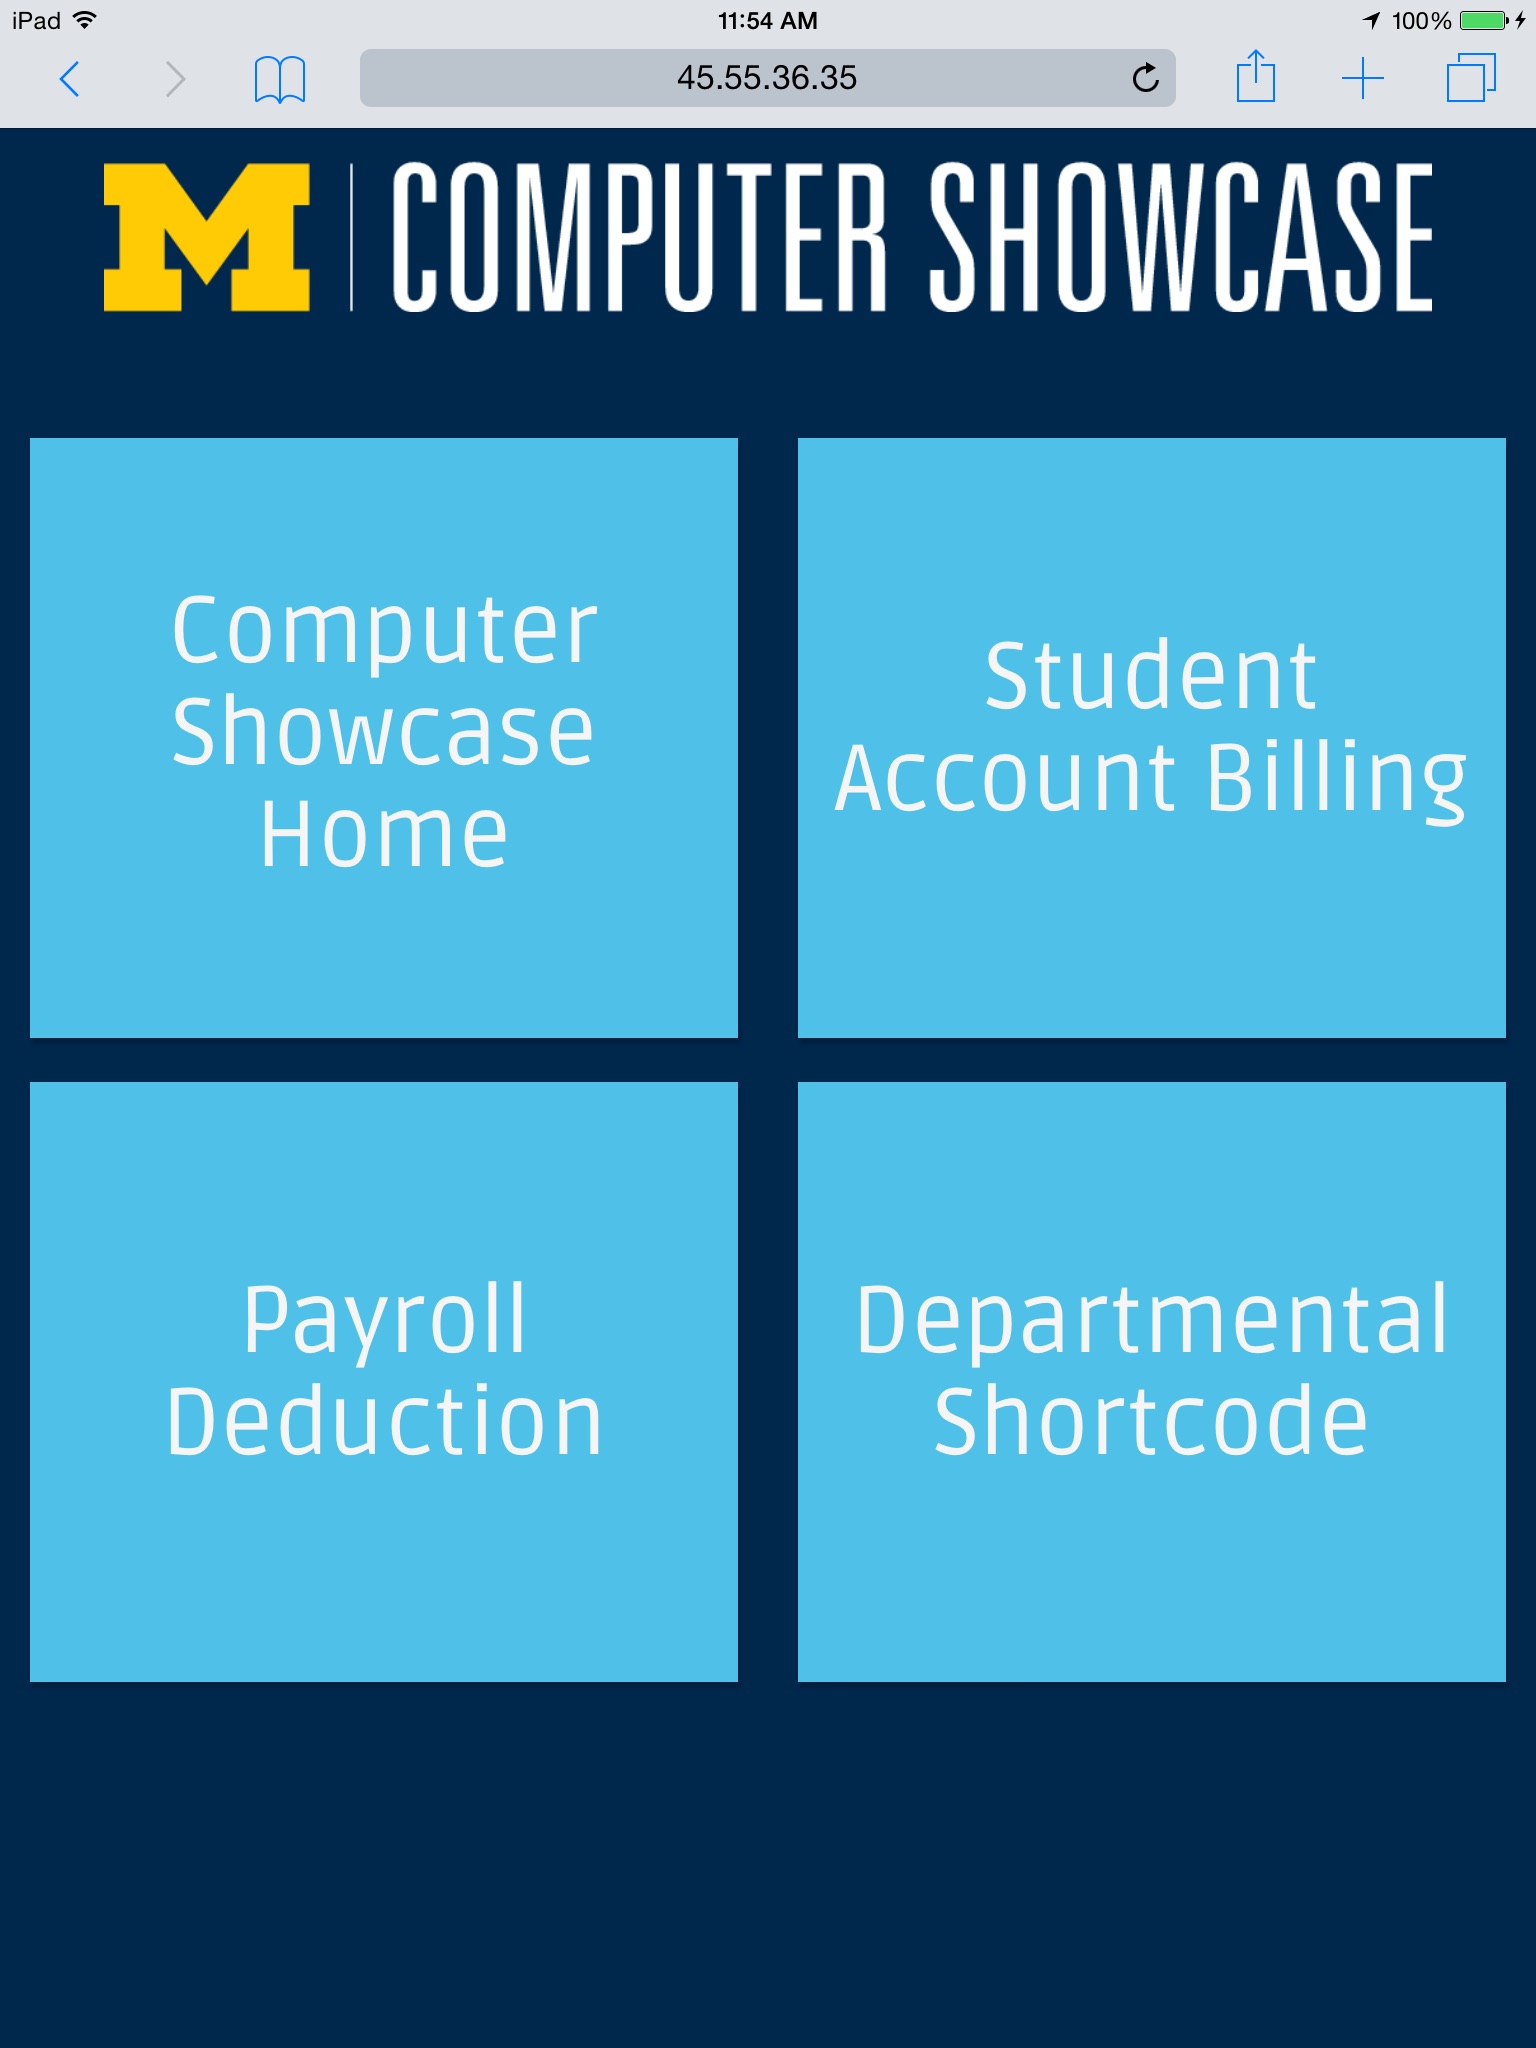 iPad 11:54 AM 100%
45.55.36.35
M COMPUTER SHOWCASE
Computer
Showcase
Home
Student
Account Billing
Payroll
Deduction
Departmental
Shortcode